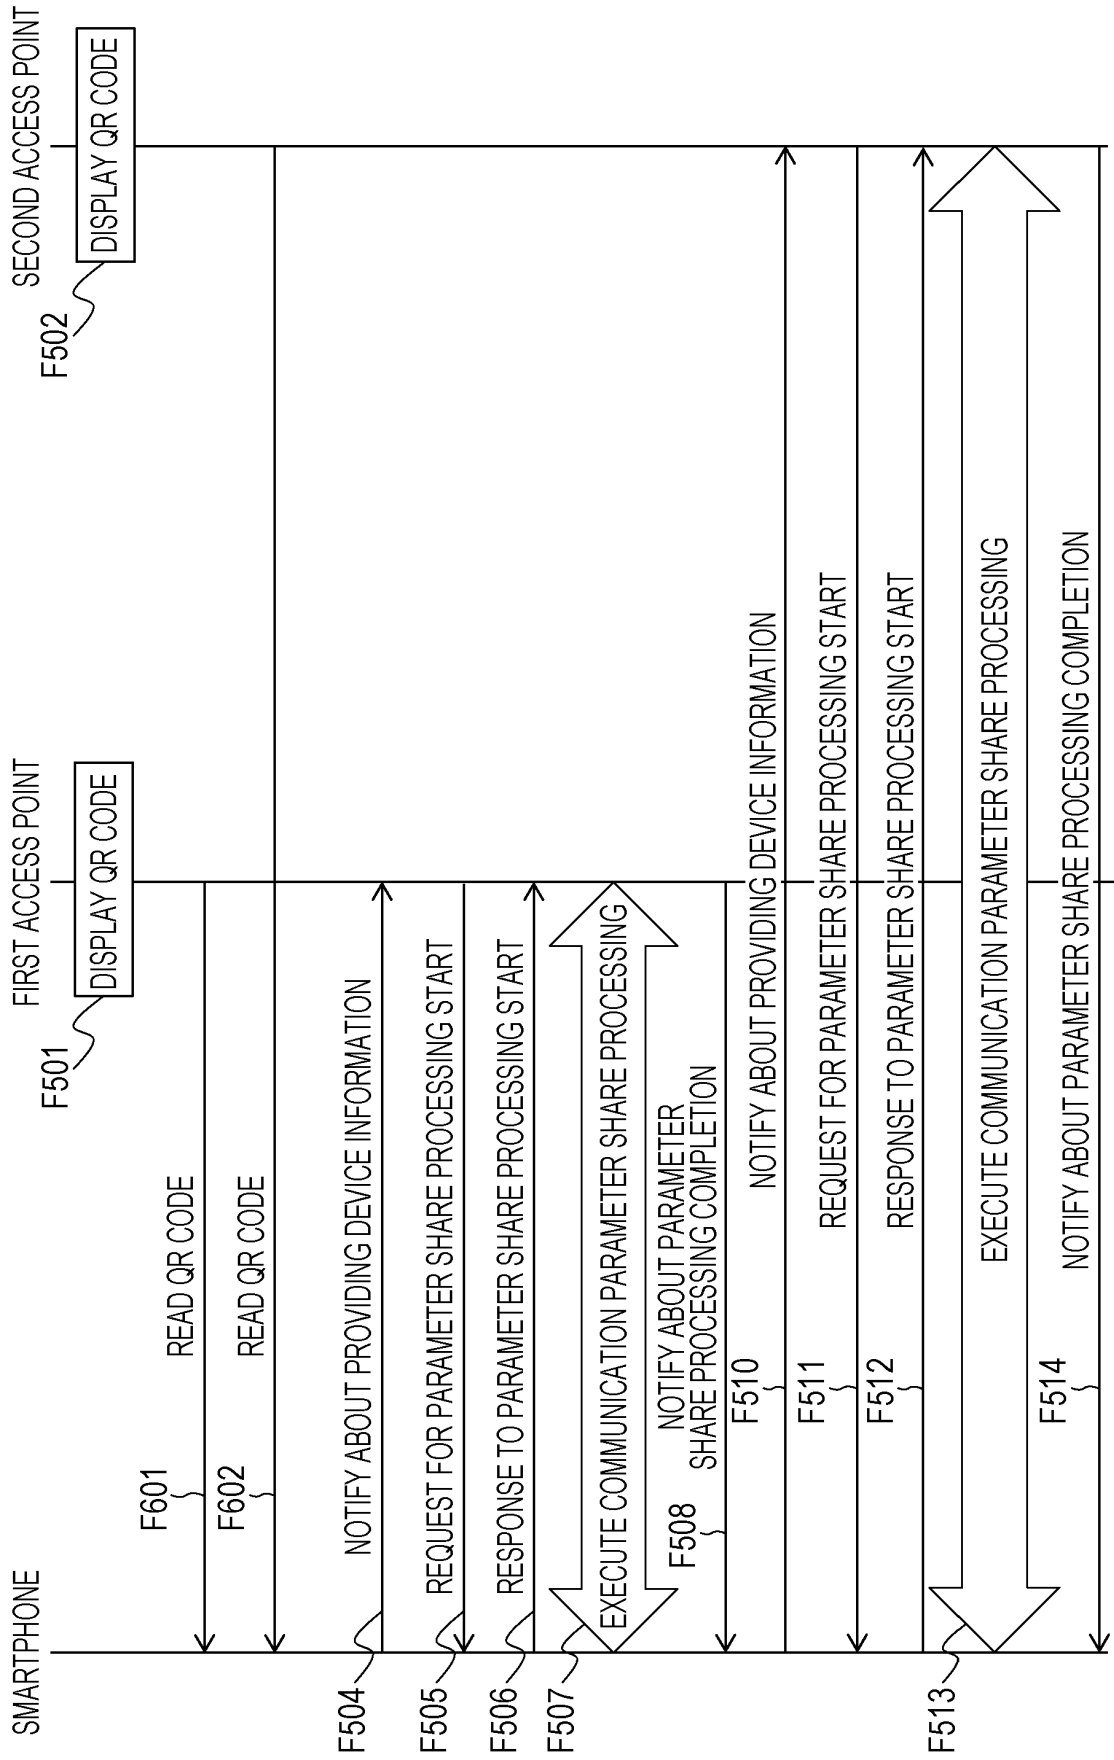 SMARTPHONE
FIRST ACCESS POINT
SECOND ACCESS POINT
F501
DISPLAY QR CODE
F502
DISPLAY QR CODE
F601
READ QR CODE
F602
READ QR CODE
F504
NOTIFY ABOUT PROVIDING DEVICE INFORMATION
F505
REQUEST FOR PARAMETER SHARE PROCESSING START
F506
RESPONSE TO PARAMETER SHARE PROCESSING START
F507
EXECUTE COMMUNICATION PARAMETER SHARE PROCESSING
F508
NOTIFY ABOUT PARAMETER
SHARE PROCESSING COMPLETION
F510
NOTIFY ABOUT PROVIDING DEVICE INFORMATION
F511
REQUEST FOR PARAMETER SHARE PROCESSING START
F512
RESPONSE TO PARAMETER SHARE PROCESSING START
F513
EXECUTE COMMUNICATION PARAMETER SHARE PROCESSING
F514
NOTIFY ABOUT PARAMETER SHARE PROCESSING COMPLETION